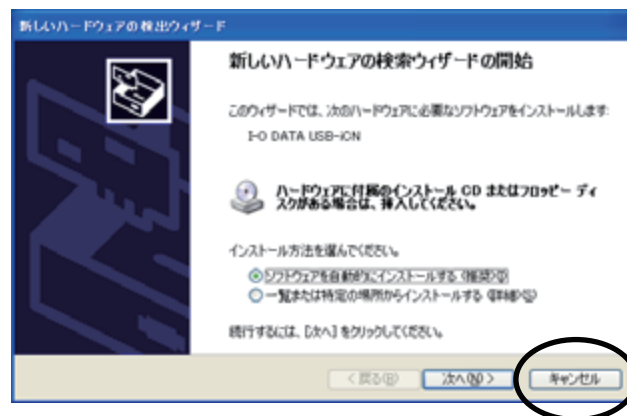 新しいハードウェアの検出ウィザード
新しいハードウェアの検索ウィザードの開始
このウィザードでは、次のハードウェアに必要なソフトウェアをインストールします:
I-O DATA USB-iCN
ハードウェアに付属のインストール CD またはフロッピー ディ
スクがある場合は、挿入してください。
インストール方法を選んでください。
ソフトウェアを自動的にインストールする (推奨)(I)
一覧または特定の場所からインストールする (詳細)(S)
続行するには、[次へ] をクリックしてください。
< 戻る(B) 次へ(N) > キャンセル